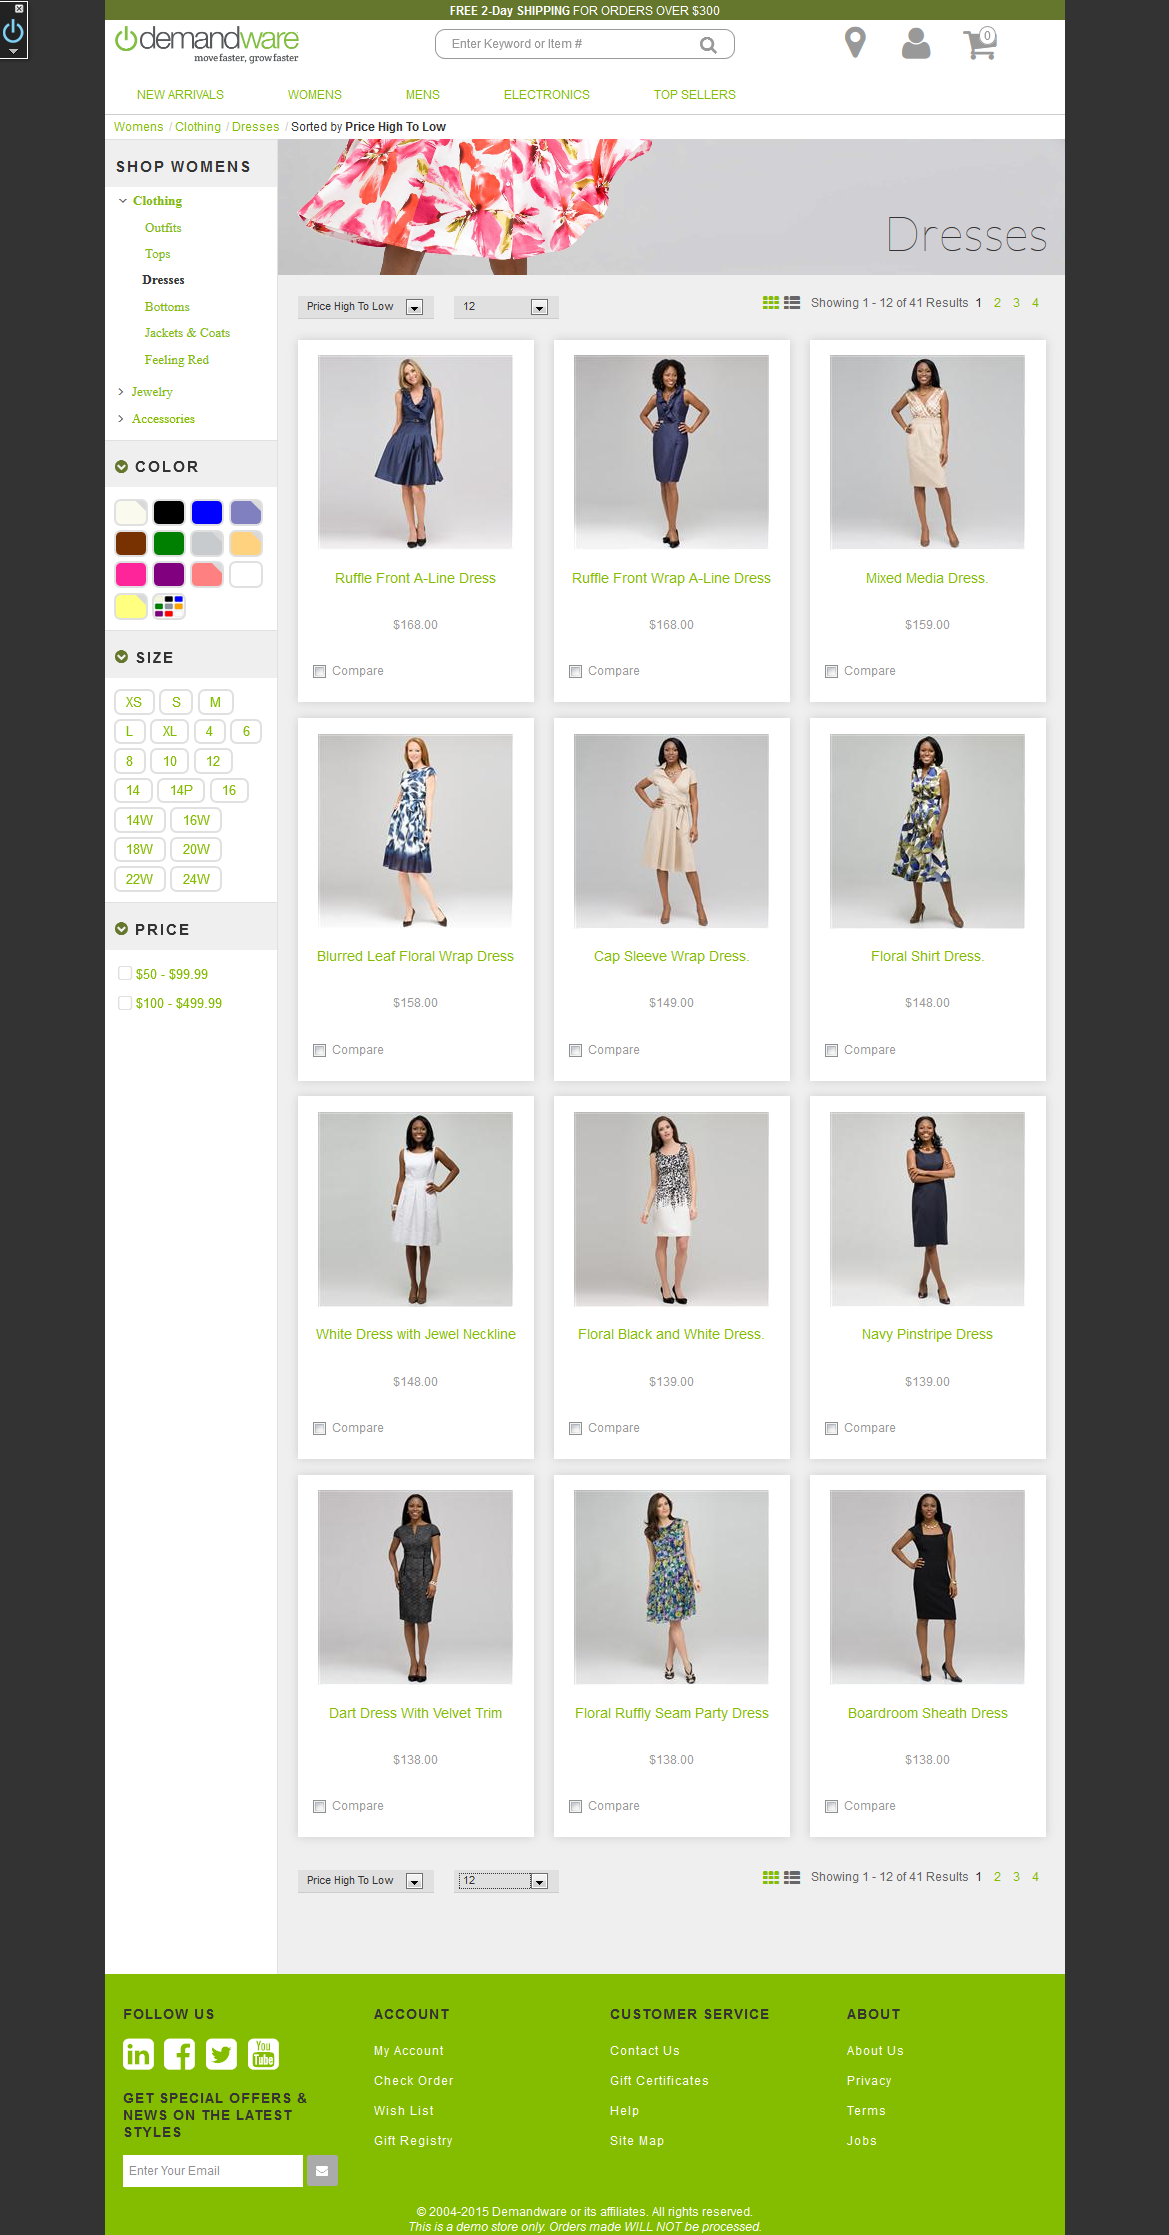 FREE 2-Day SHIPPING FOR ORDERS OVER $300
demandware
move faster, grow faster
Enter Keyword or Item #
0
NEW ARRIVALS WOMENS MENS ELECTRONICS TOP SELLERS
Womens / Clothing / Dresses / Sorted by Price High To Low
SHOP WOMENS
Clothing
Outfits
Tops
Dresses
Bottoms
Jackets & Coats
Feeling Red
Jewelry
Accessories
COLOR
SIZE
XS S M
L XL 4 6
8 10 12
14 14P 16
14W 16W
18W 20W
22W 24W
PRICE
$50 - $99.99
$100 - $499.99
Dresses
Price High To Low 12 Showing 1 - 12 of 41 Results 1 2 3 4
Ruffle Front A-Line Dress Ruffle Front Wrap A-Line Dress Mixed Media Dress.
$168.00 $168.00 $159.00
Compare Compare Compare
Blurred Leaf Floral Wrap Dress Cap Sleeve Wrap Dress. Floral Shirt Dress.
$158.00 $149.00 $148.00
Compare Compare Compare
White Dress with Jewel Neckline Floral Black and White Dress. Navy Pinstripe Dress
$148.00 $139.00 $139.00
Compare Compare Compare
Dart Dress With Velvet Trim Floral Ruffly Seam Party Dress Boardroom Sheath Dress
$138.00 $138.00 $138.00
Compare Compare Compare
Price High To Low 12 Showing 1 - 12 of 41 Results 1 2 3 4
FOLLOW US
in f You Tube
GET SPECIAL OFFERS &
NEWS ON THE LATEST
STYLES
Enter Your Email
ACCOUNT
My Account
Check Order
Wish List
Gift Registry
CUSTOMER SERVICE
Contact Us
Gift Certificates
Help
Site Map
ABOUT
About Us
Privacy
Terms
Jobs
© 2004-2015 Demandware or its affiliates. All rights reserved.
This is a demo store only. Orders made WILL NOT be processed.